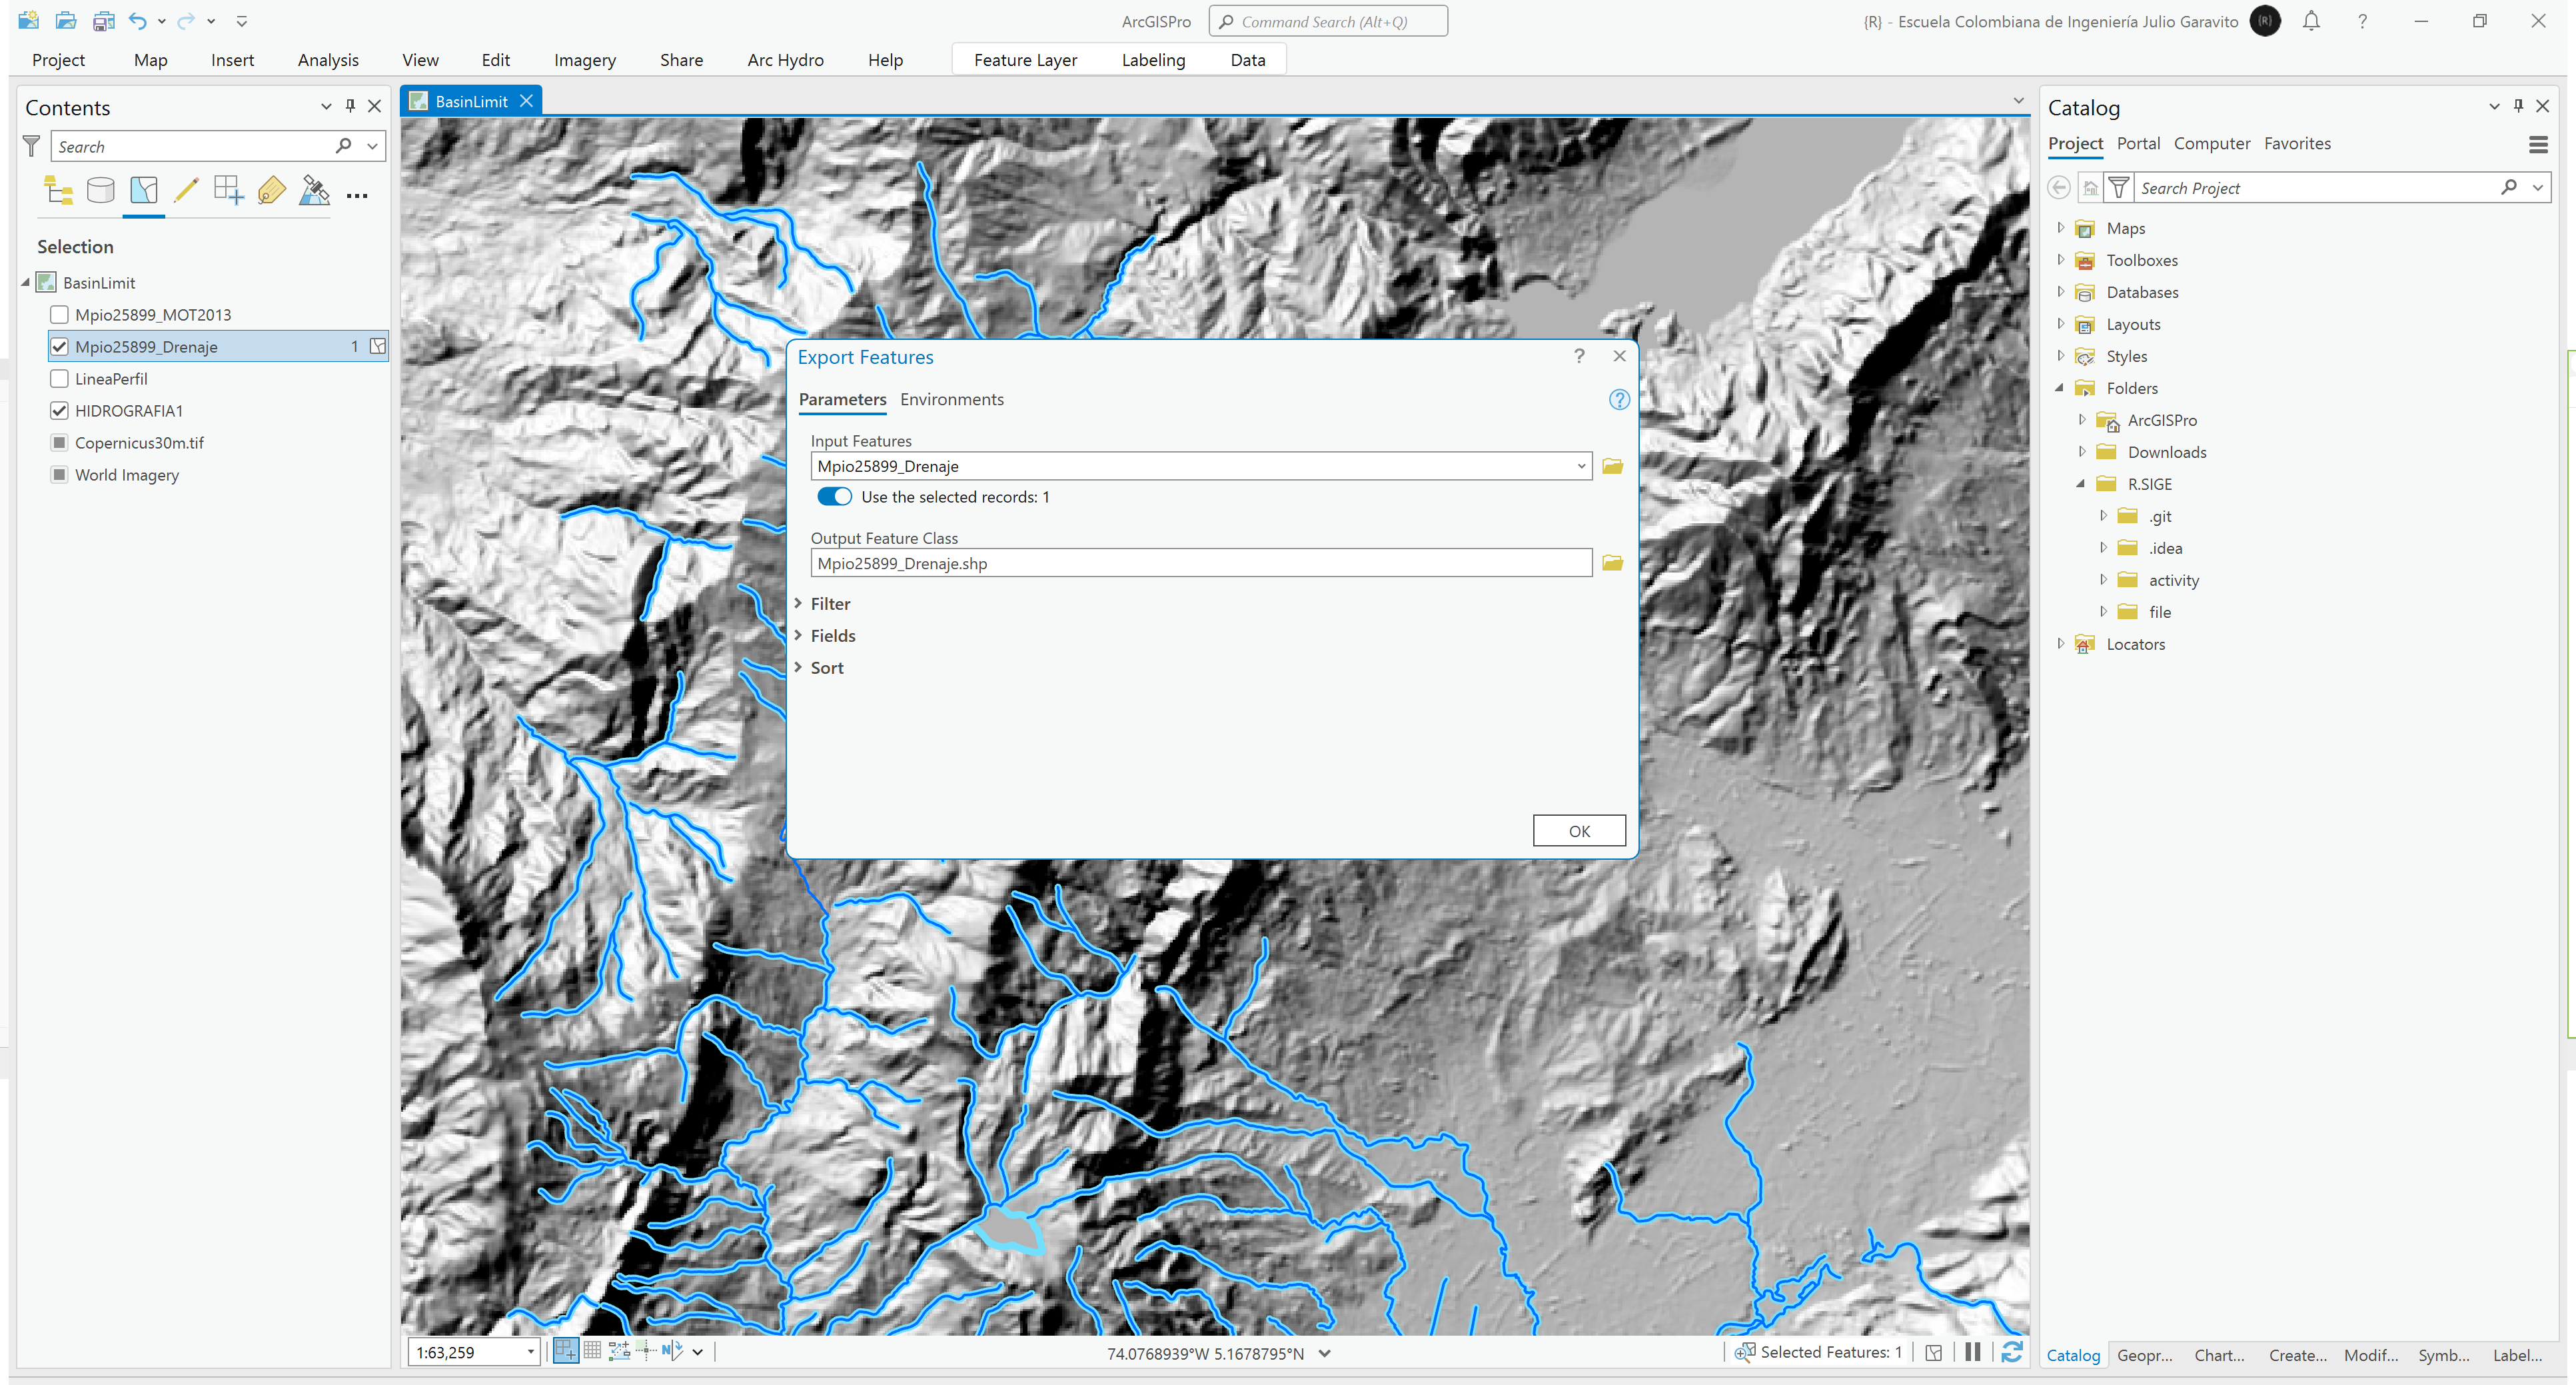 ArcGISPro
Command Search (Alt+Q)
{R} - Escuela Colombiana de Ingeniería Julio Garavito
{R}
Project Map Insert Analysis View Edit Imagery Share Arc Hydro Help Feature Layer Labeling Data
Contents
Search
Selection
BasinLimit
Mpio25899_MOT2013
Mpio25899_Drenaje 1
LineaPerfil
HIDROGRAFIA1
Copernicus30m.tif
World Imagery
BasinLimit
Export Features
Parameters Environments
Input Features
Mpio25899_Drenaje
Use the selected records: 1
Output Feature Class
Mpio25899_Drenaje.shp
Filter
Fields
Sort
OK
1:63,259
74.0768939°W 5.1678795°N
Selected Features: 1
Catalog
Project Portal Computer Favorites
Search Project
Maps
Toolboxes
Databases
Layouts
Styles
Folders
ArcGISPro
Downloads
R.SIGE
.git
.idea
activity
file
Locators
Catalog Geopr... Chart... Create... Modif... Symb... Label...